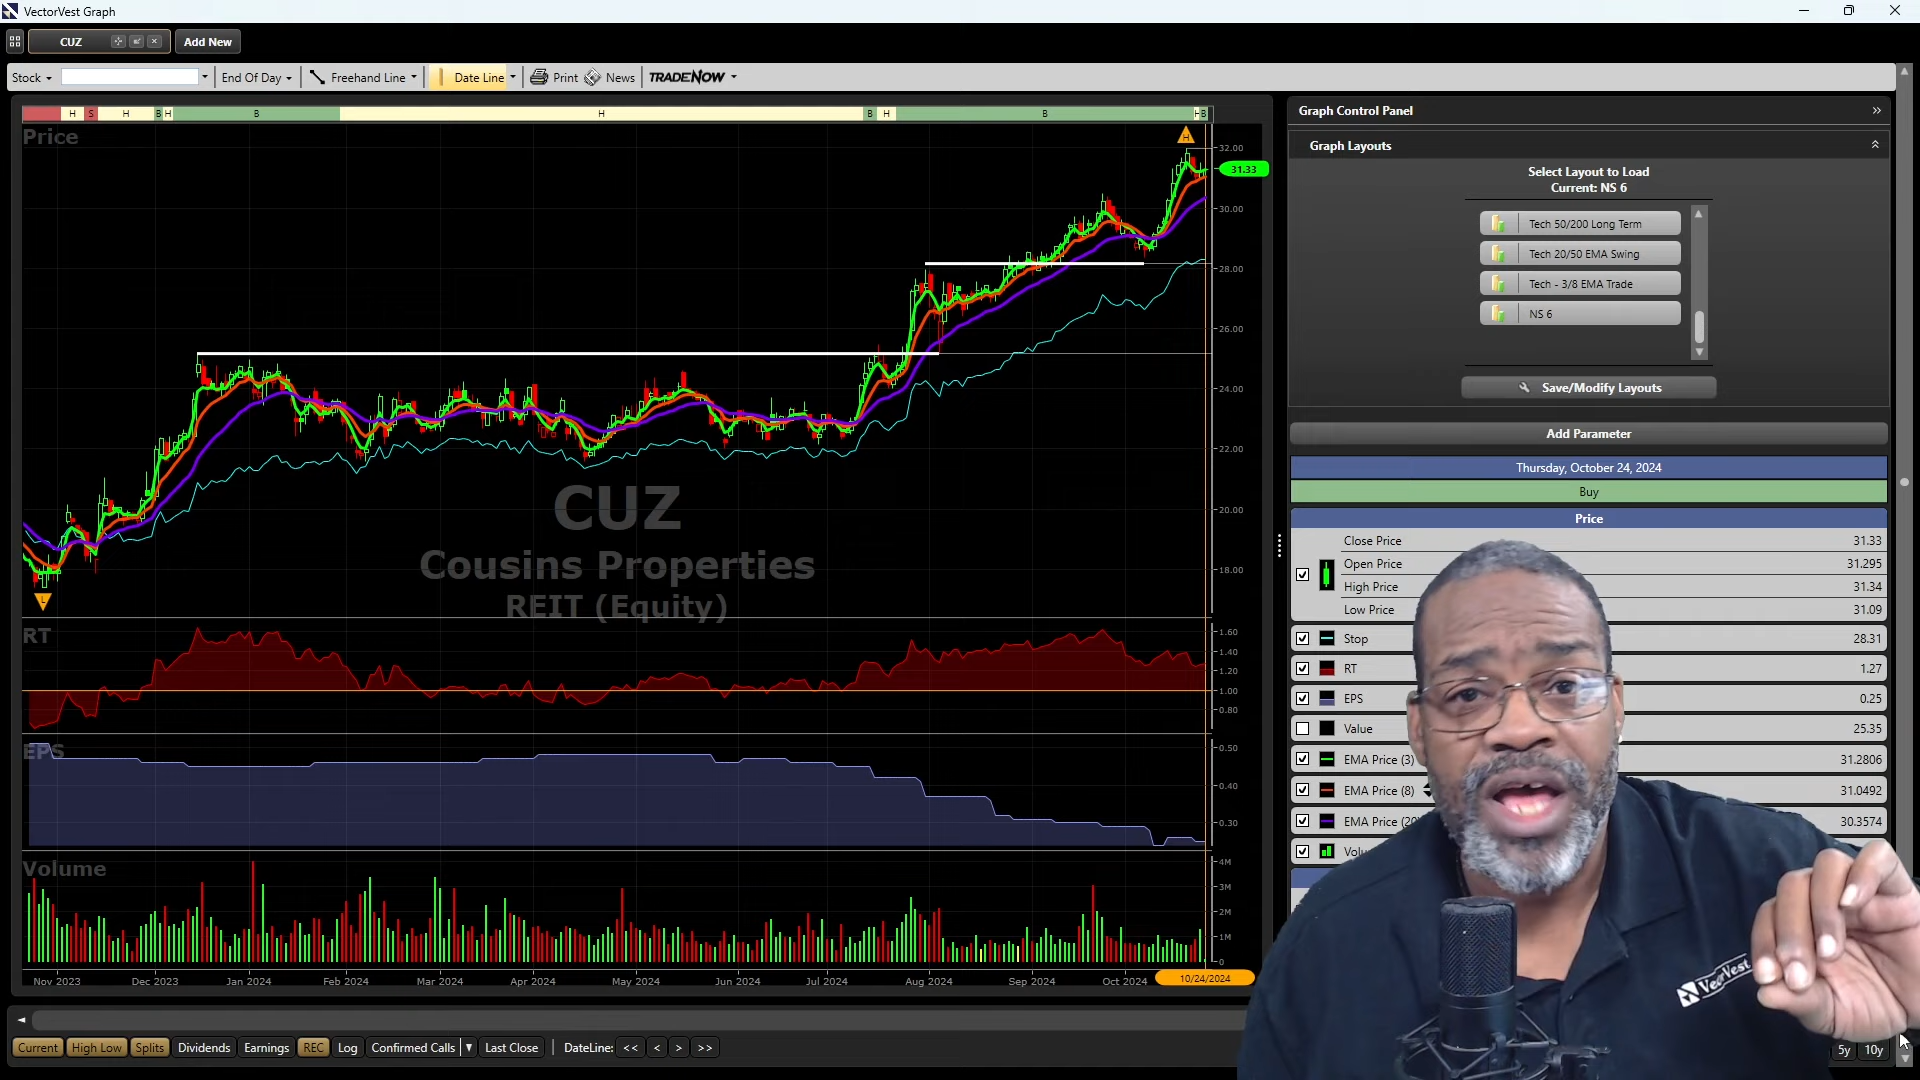 VectorVest Graph
CUZ
Add New
Stock
End Of Day
Freehand Line
Date Line
Print
News
TRADENOW
H S H B H B H B H B H B
Price
32.00
31.33
30.00
28.00
26.00
24.00
22.00
20.00
18.00
H
L
CUZ
Cousins Properties
REIT (Equity)
RT
1.60
1.40
1.20
1.00
0.80
EPS
0.50
0.40
0.30
Volume
4M
3M
2M
1M
0
Nov 2023 Dec 2023 Jan 2024 Feb 2024 Mar 2024 Apr 2024 May 2024 Jun 2024 Jul 2024 Aug 2024 Sep 2024 Oct 2024 10/24/2024
Current High Low Splits Dividends Earnings REC Log Confirmed Calls Last Close DateLine: << < > >>
5y 10y
Graph Control Panel
Graph Layouts
Select Layout to Load
Current: NS 6
Tech 50/200 Long Term
Tech 20/50 EMA Swing
Tech - 3/8 EMA Trade
NS 6
Save/Modify Layouts
Add Parameter
Thursday, October 24, 2024
Buy
Price
Close Price 31.33
Open Price 31.295
High Price 31.34
Low Price 31.09
Stop 28.31
RT 1.27
EPS 0.25
Value 25.35
EMA Price (3) 31.2806
EMA Price (8) 31.0492
EMA Price (20 30.3574
VectorVest